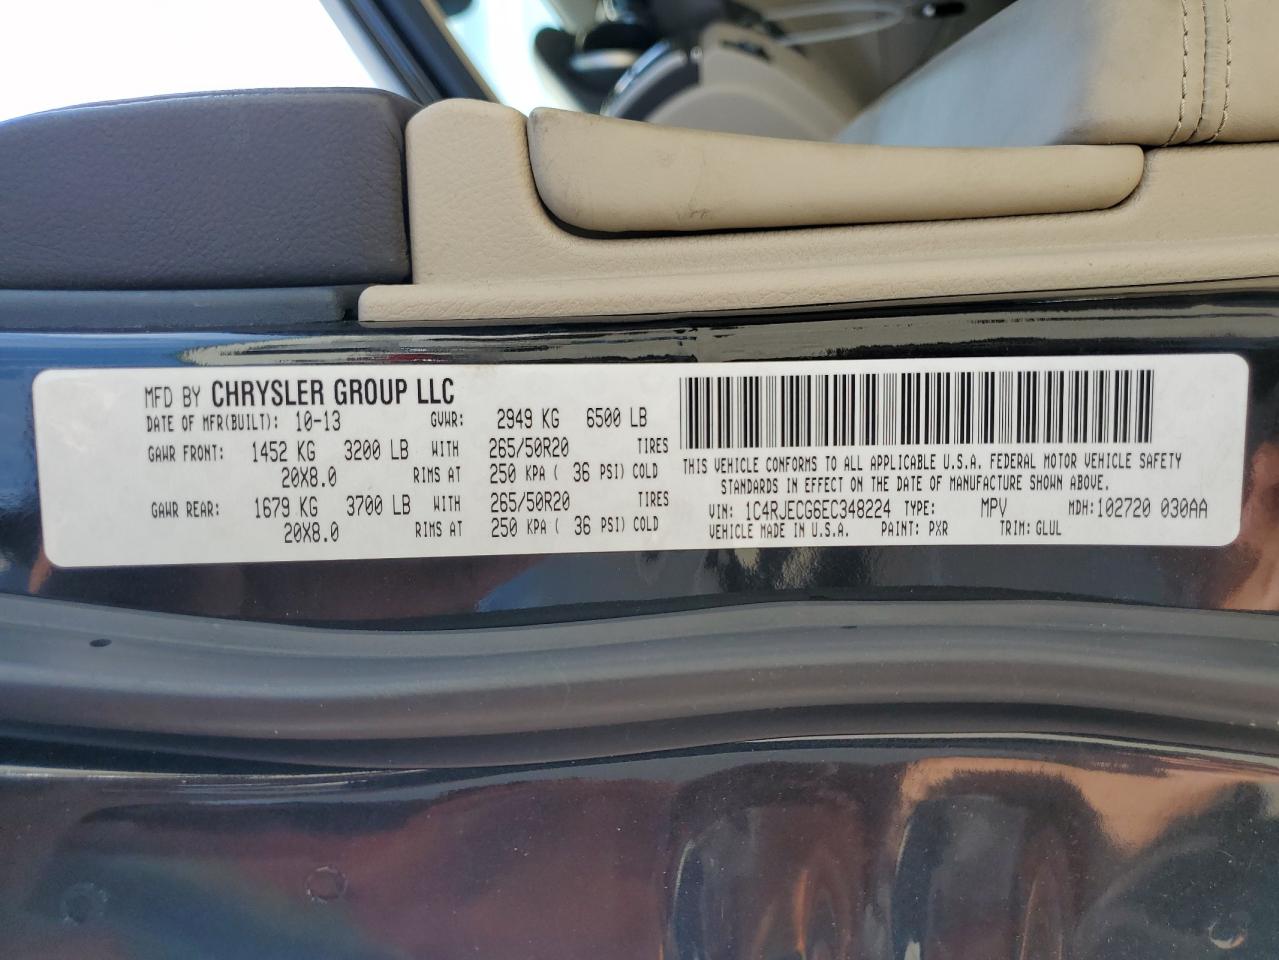 MFD BY CHRYSLER GROUP LLC
DATE OF MFR(BUILT): 10-13 GVWR: 2949 KG 6500 LB
GAWR FRONT: 1452 KG 3200 LB WITH 265/50R20 TIRES
20X8.0 RIMS AT 250 KPA ( 36 PSI) COLD
GAWR REAR: 1679 KG 3700 LB WITH 265/50R20 TIRES
20X8.0 RIMS AT 250 KPA ( 36 PSI) COLD
THIS VEHICLE CONFORMS TO ALL APPLICABLE U.S.A. FEDERAL MOTOR VEHICLE SAFETY
STANDARDS IN EFFECT ON THE DATE OF MANUFACTURE SHOWN ABOVE.
VIN: 1C4RJECG6EC348224 TYPE: MPV MDH:102720 030AA
VEHICLE MADE IN U.S.A. PAINT: PXR TRIM: GLUL